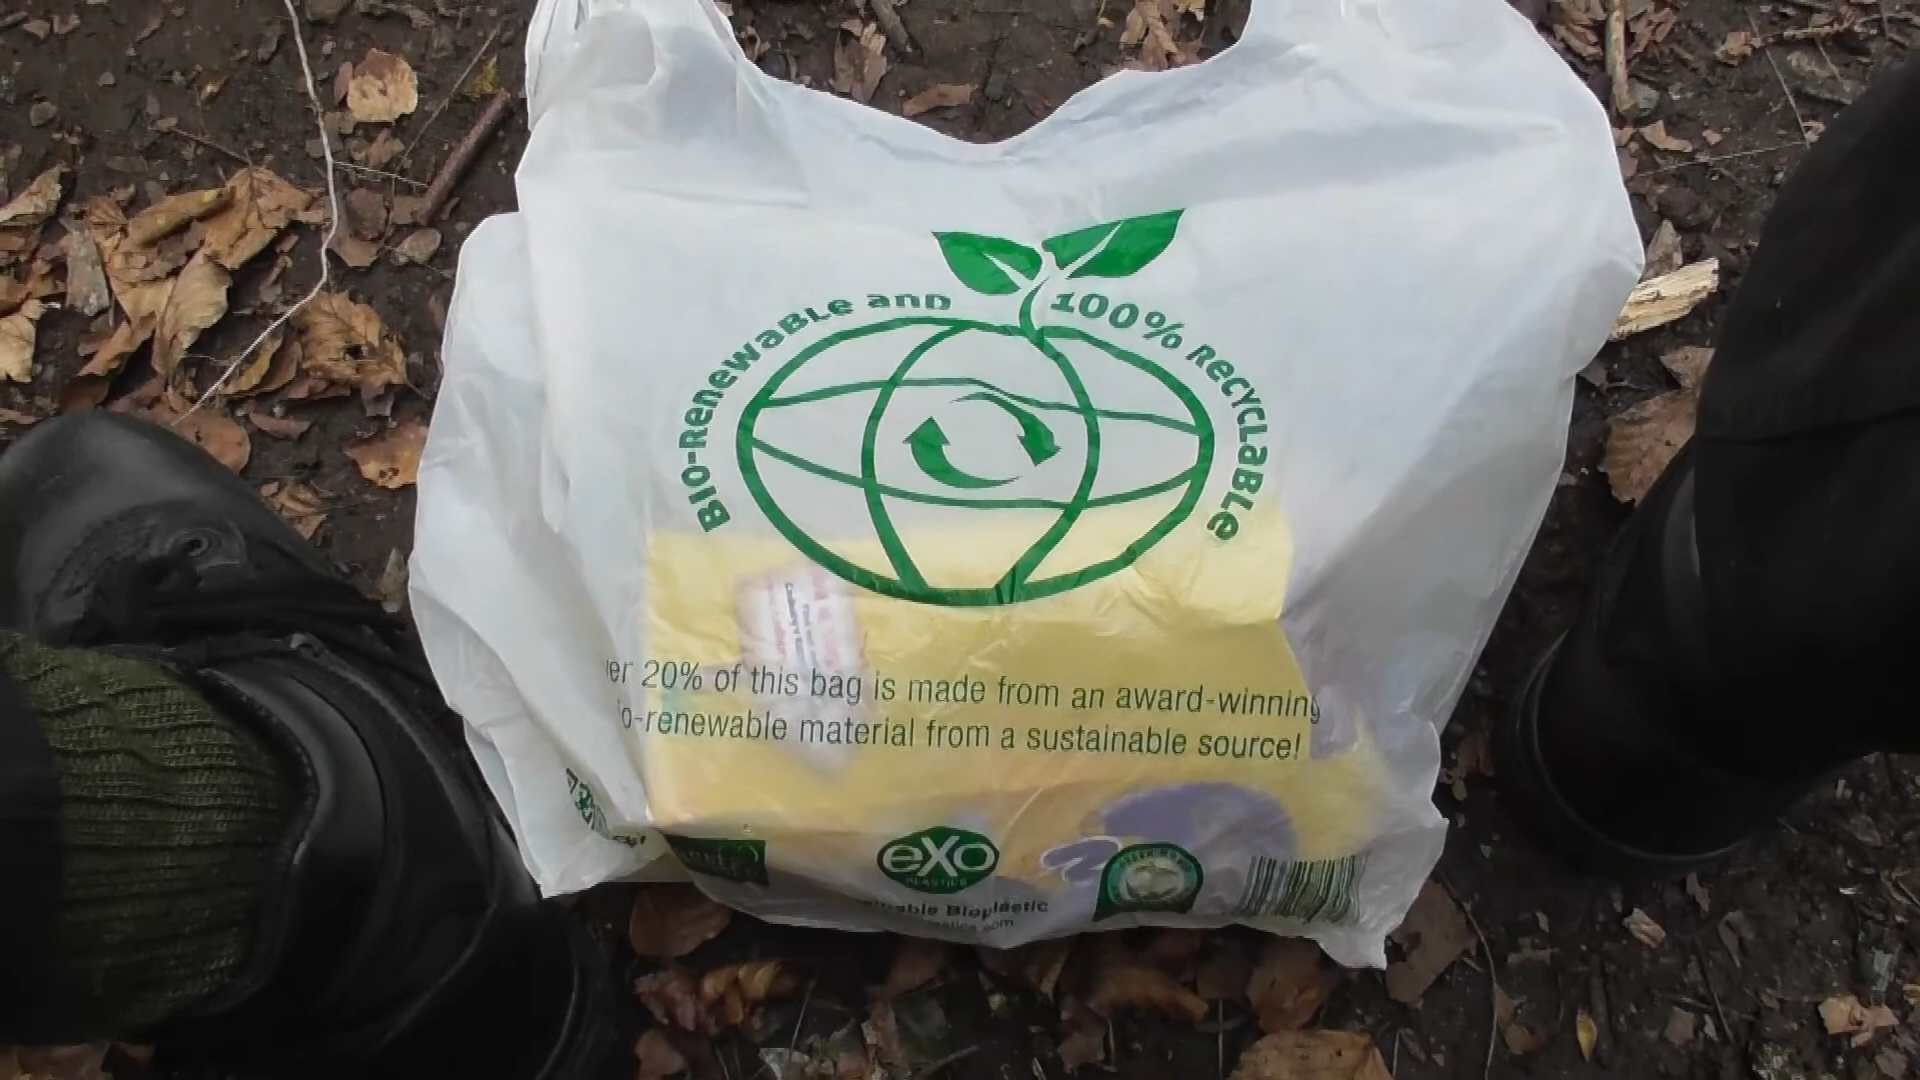 Bio-Renewable and 100% Recyclable
20% of this bag is made from an award-winning
-renewable material from a sustainable source!
eXo
PLASTICS
Bioplastic